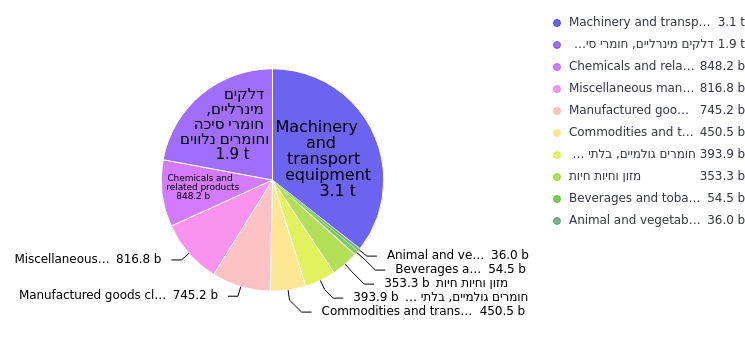 Machinery and transp... 3.1 t
דלקים מינרליים, חומרי סי... 1.9 t
Chemicals and rela... 848.2 b
Miscellaneous man... 816.8 b
Manufactured goo... 745.2 b
Commodities and t... 450.5 b
חומרים גולמיים, בלתי ... 393.9 b
מזון וחיות חיות 353.3 b
Beverages and toba... 54.5 b
Animal and vegetab... 36.0 b
דלקים
מינרליים,
חומרי סיכה
וחומרים נלווים
1.9 t
Machinery
and
transport
equipment
3.1 t
Chemicals and
related products
848.2 b
Miscellaneous... 816.8 b
Manufactured goods cl... 745.2 b
Animal and ve... 36.0 b
Beverages a... 54.5 b
353.3 b מזון וחיות חיות
393.9 b חומרים גולמיים, בלתי ...
Commodities and trans... 450.5 b